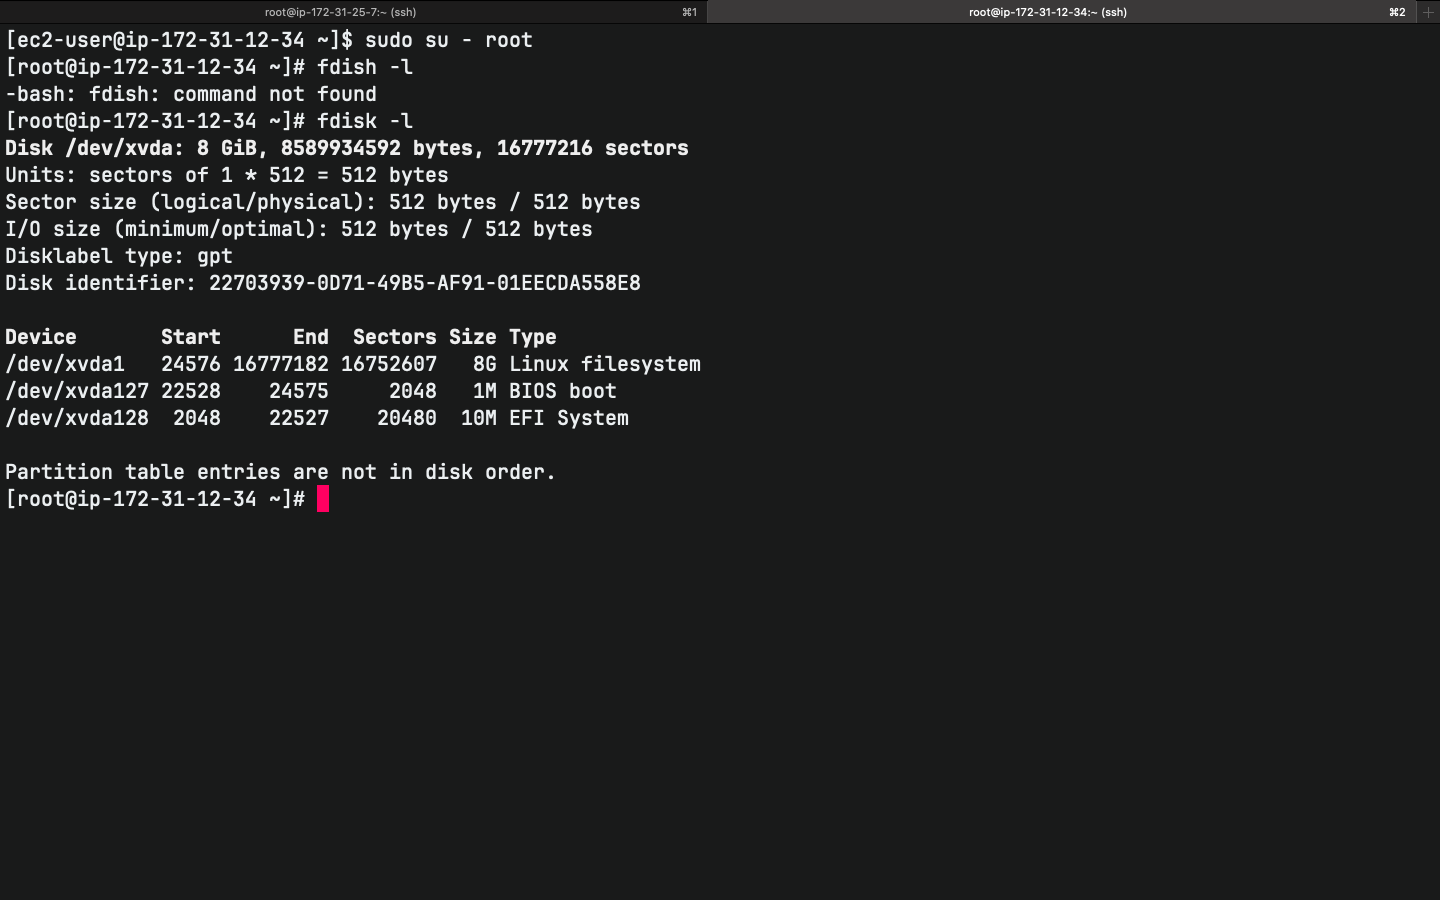 root@ip-172-31-25-7:~ (ssh) ⌘1 root@ip-172-31-12-34:~ (ssh) ⌘2 +
[ec2-user@ip-172-31-12-34 ~]$ sudo su - root
[root@ip-172-31-12-34 ~]# fdish -l
-bash: fdish: command not found
[root@ip-172-31-12-34 ~]# fdisk -l
Disk /dev/xvda: 8 GiB, 8589934592 bytes, 16777216 sectors
Units: sectors of 1 * 512 = 512 bytes
Sector size (logical/physical): 512 bytes / 512 bytes
I/O size (minimum/optimal): 512 bytes / 512 bytes
Disklabel type: gpt
Disk identifier: 22703939-0D71-49B5-AF91-01EECDA558E8

Device       Start      End  Sectors Size Type
/dev/xvda1   24576 16777182 16752607   8G Linux filesystem
/dev/xvda127 22528    24575     2048   1M BIOS boot
/dev/xvda128  2048    22527    20480  10M EFI System

Partition table entries are not in disk order.
[root@ip-172-31-12-34 ~]#